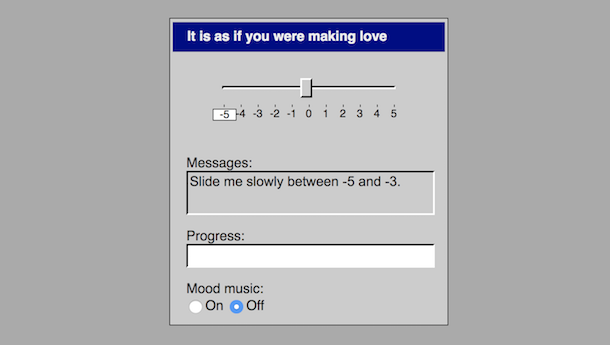 It is as if you were making love
-5 -4 -3 -2 -1 0 1 2 3 4 5
Messages:
Slide me slowly between -5 and -3.
Progress:
Mood music:
On Off